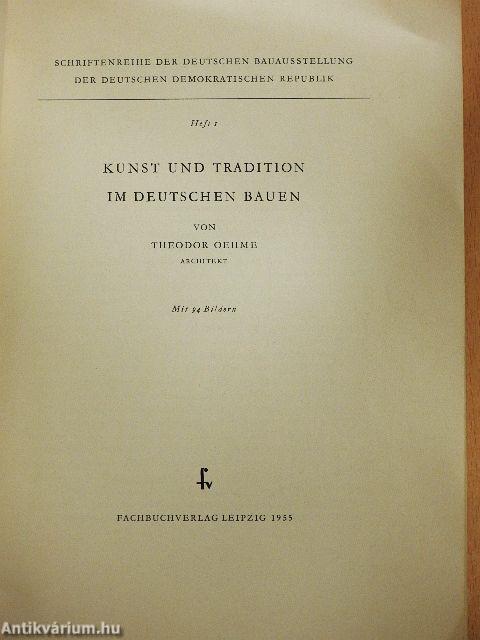 SCHRIFTENREIHE DER DEUTSCHEN BAUAUSSTELLUNG
DER DEUTSCHEN DEMOKRATISCHEN REPUBLIK
Heft 1
KUNST UND TRADITION
IM DEUTSCHEN BAUEN
VON
THEODOR OEHME
ARCHITEKT
Mit 94 Bildern
fv
FACHBUCHVERLAG LEIPZIG 1955
Antikvárium.hu